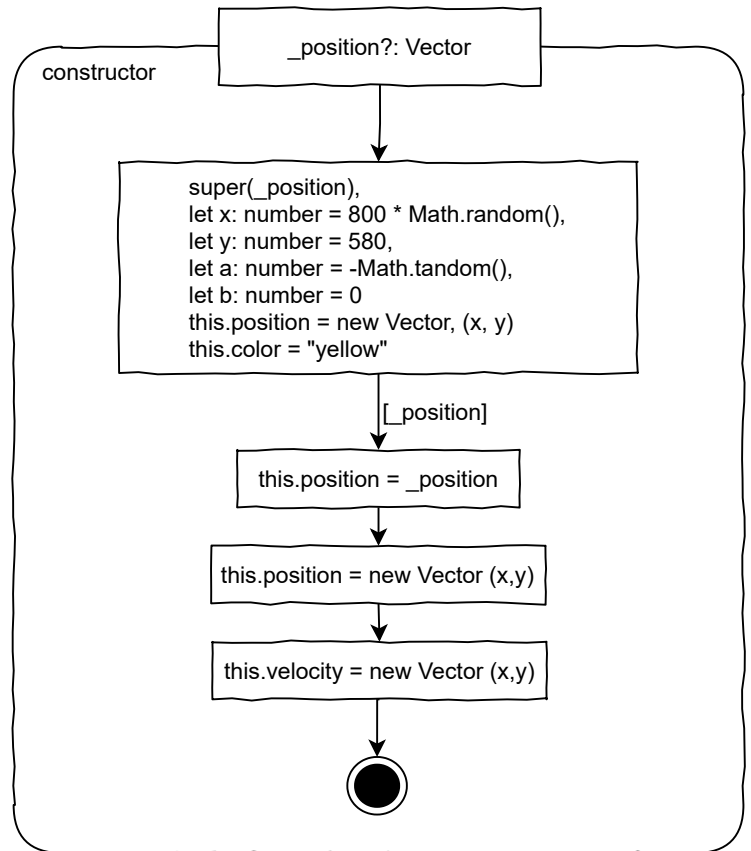 _position?: Vector
constructor
super(_position),
let x: number = 800 * Math.random(),
let y: number = 580,
let a: number = -Math.tandom(),
let b: number = 0
this.position = new Vector, (x, y)
this.color = "yellow"
[_position]
this.position = _position
this.position = new Vector (x,y)
this.velocity = new Vector (x,y)